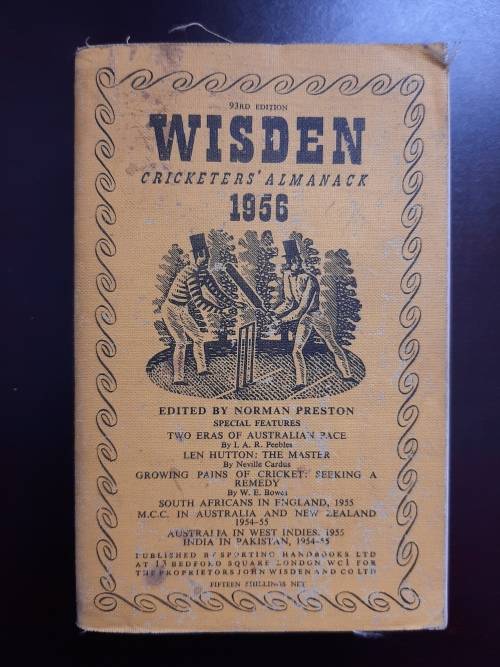 93RD EDITION
WISDEN
CRICKETERS' ALMANACK
1956
EDITED BY NORMAN PRESTON
SPECIAL FEATURES
TWO ERAS OF AUSTRALIAN PACE
By I. A. R. Peebles
LEN HUTTON: THE MASTER
By Neville Cardus
GROWING PAINS OF CRICKET: SEEKING A
REMEDY
By W. E. Bowes
SOUTH AFRICANS IN ENGLAND, 1955
M.C.C. IN AUSTRALIA AND NEW ZEALAND
1954-55
AUSTRALIA IN WEST INDIES, 1955
INDIA IN PAKISTAN, 1954-55
PUBLISHED BY SPORTING HANDBOOKS LTD
AT 13 BEDFORD SQUARE LONDON WC1 FOR
THE PROPRIETORS JOHN WISDEN AND CO LTD
FIFTEEN SHILLINGS NET